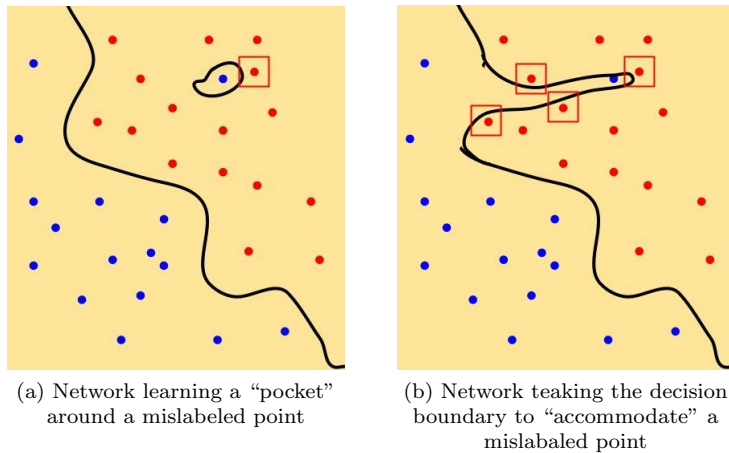 (a) Network learning a “pocket”
around a mislabeled point
(b) Network teaking the decision
boundary to “accommodate” a
mislabaled point